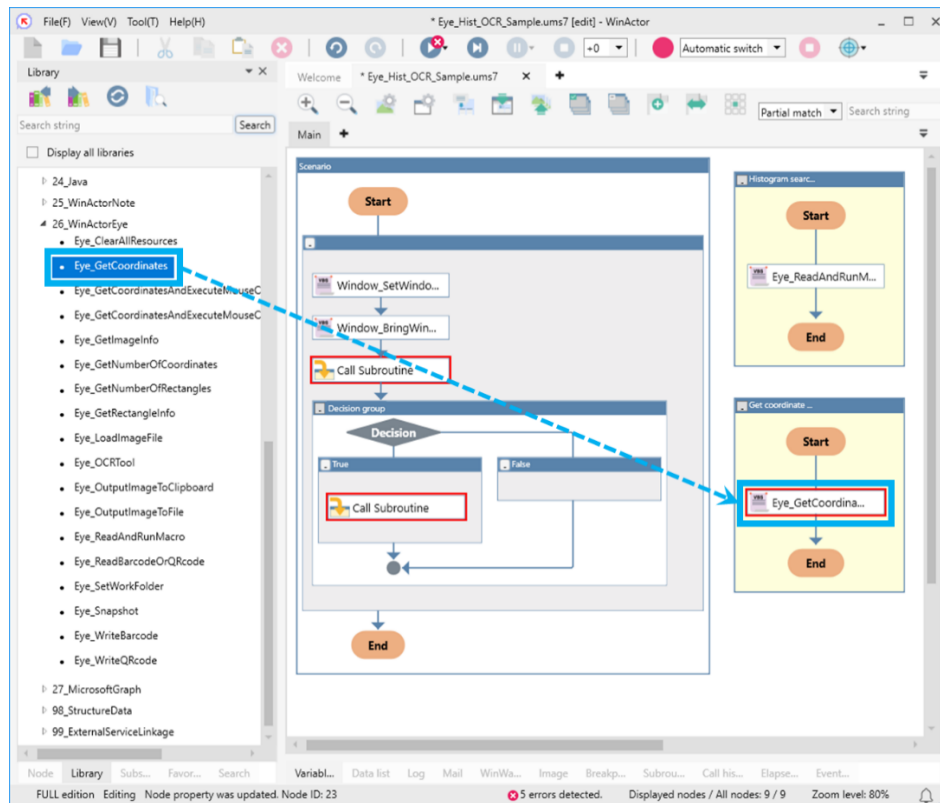 File(F) View(V) Tool(T) Help(H)
* Eye_Hist_OCR_Sample.ums7 [edit] - WinActor
+0
Automatic switch
Library
Search string
Search
Display all libraries
24_Java
25_WinActorNote
26_WinActorEye
Eye_ClearAllResources
Eye_GetCoordinates
Eye_GetCoordinatesAndExecuteMouseC
Eye_GetCoordinatesAndExecuteMouseC
Eye_GetImageInfo
Eye_GetNumberOfCoordinates
Eye_GetNumberOfRectangles
Eye_GetRectangleInfo
Eye_LoadImageFile
Eye_OCRTool
Eye_OutputImageToClipboard
Eye_OutputImageToFile
Eye_ReadAndRunMacro
Eye_ReadBarcodeOrQRcode
Eye_SetWorkFolder
Eye_Snapshot
Eye_WriteBarcode
Eye_WriteQRcode
27_MicrosoftGraph
98_StructureData
99_ExternalServiceLinkage
Node Library Subs... Favor... Search
Welcome * Eye_Hist_OCR_Sample.ums7
Partial match Search string
Main
Scenario
Start
Window_SetWindo...
Window_BringWin...
Call Subroutine
Decision group
Decision
True
False
Call Subroutine
End
Histogram searc...
Start
Eye_ReadAndRunM...
End
Get coordinate ...
Start
Eye_GetCoordina...
End
Variabl... Data list Log Mail WinWa... Image Breakp... Subrou... Call his... Elapse... Event...
FULL edition Editing Node property was updated. Node ID: 23
5 errors detected. Displayed nodes / All nodes: 9 / 9 Zoom level: 80%